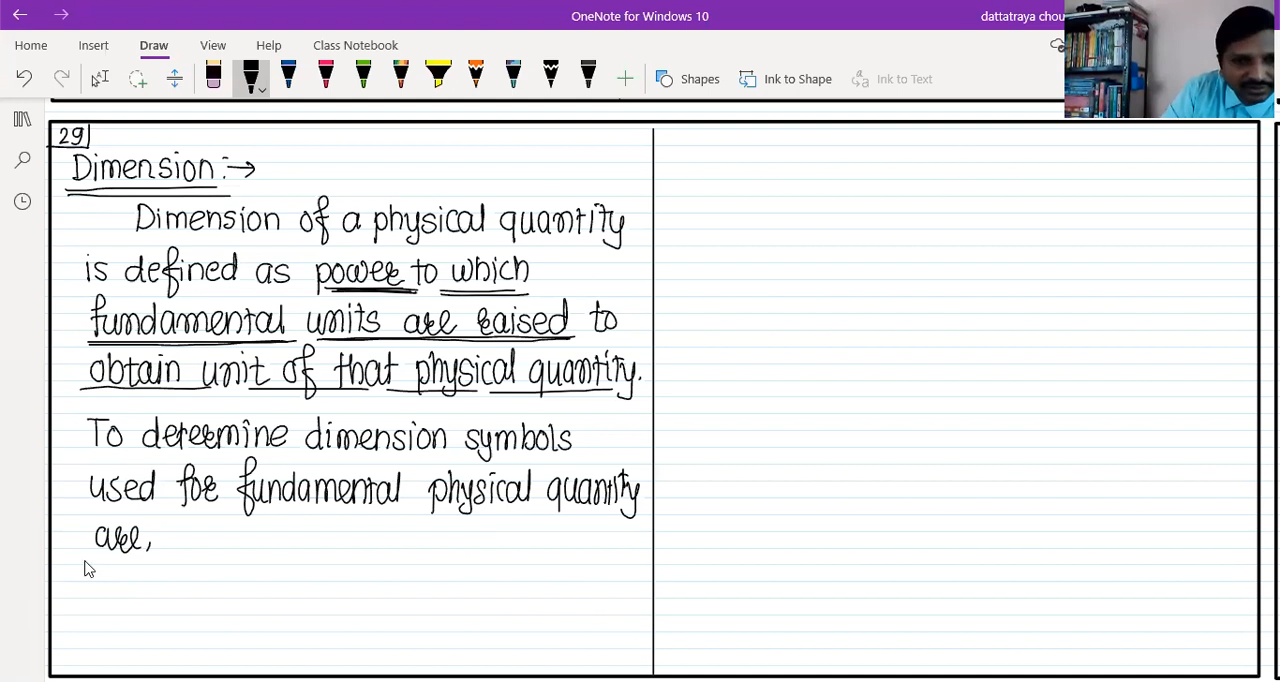 OneNote for Windows 10
dattatraya chou
Home Insert Draw View Help Class Notebook
Shapes Ink to Shape Ink to Text
29
Dimension :→
Dimension of a physical quantity
is defined as power to which
fundamental units are raised to
obtain unit of that physical quantity.
To determine dimension symbols
used for fundamental physical quantity
are,